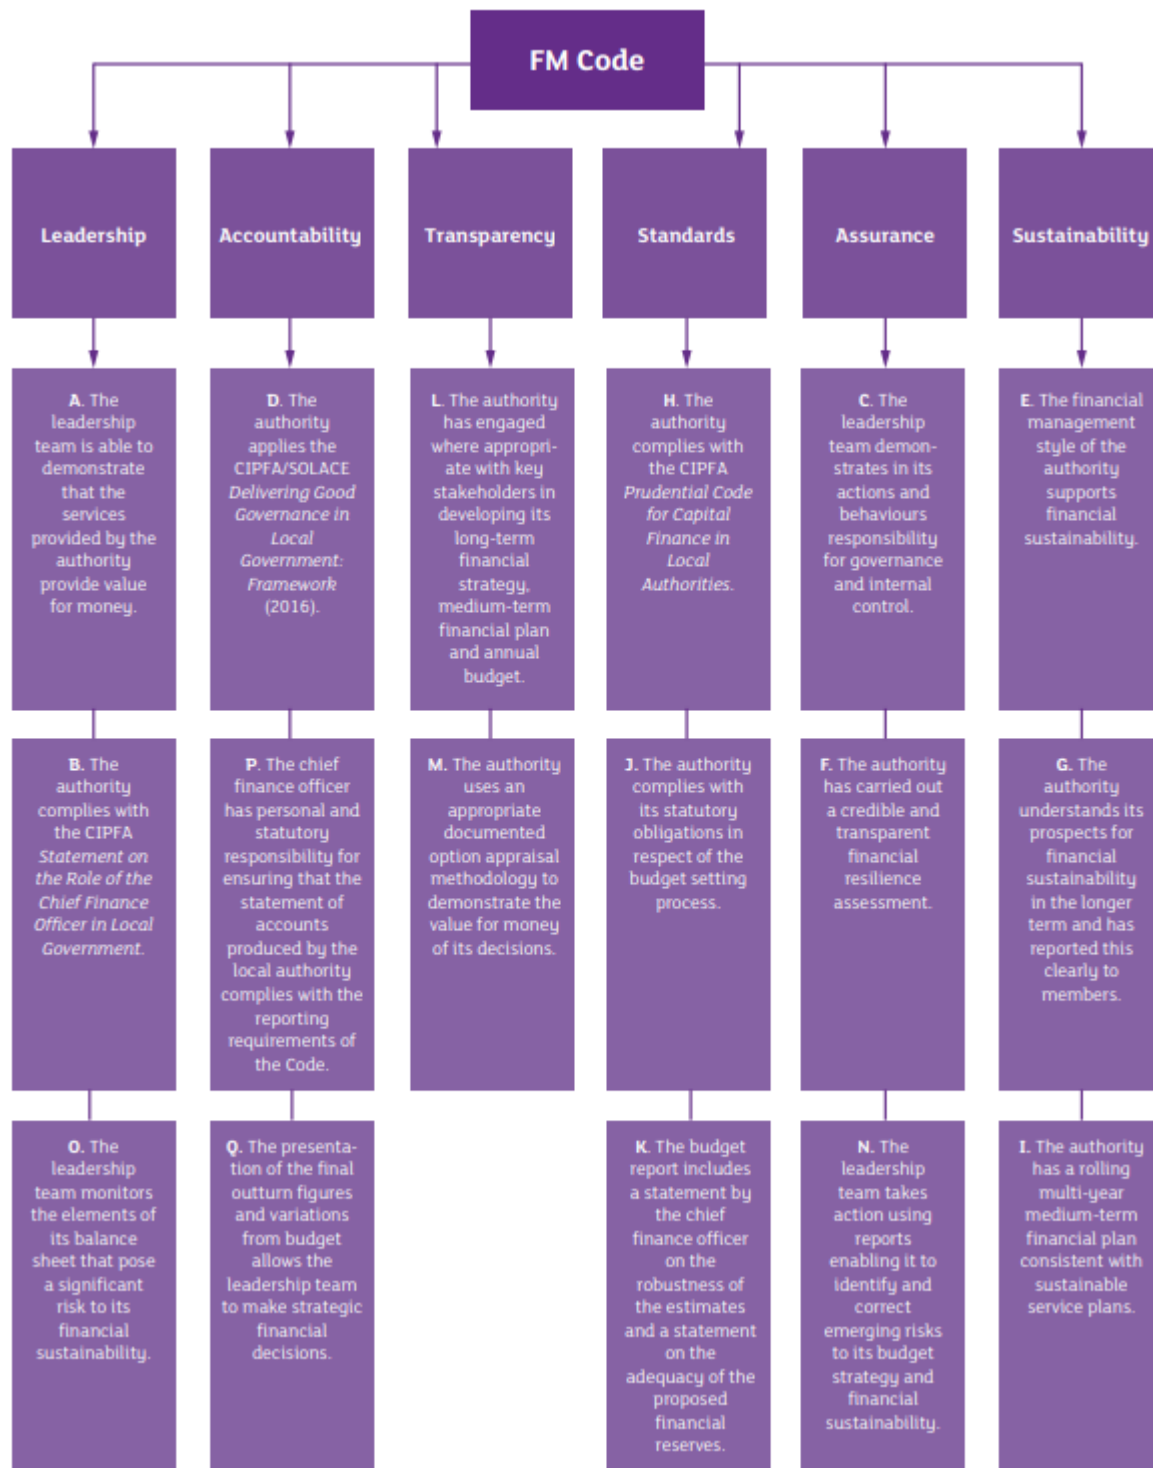 FM Code
Leadership
Accountability
Transparency
Standards
Assurance
Sustainability
A. The
leadership
team is able to
demonstrate
that the
services
provided by the
authority
provide value
for money.
D. The
authority
applies the
CIPFA/SOLACE
Delivering Good
Governance in
Local
Government:
Framework
(2016).
L. The authority
has engaged
where appropri-
ate with key
stakeholders in
developing its
long-term
financial
strategy,
medium-term
financial plan
and annual
budget.
H. The
authority
complies with
the CIPFA
Prudential Code
for Capital
Finance in
Local
Authorities.
C. The
leadership
team demon-
strates in its
actions and
behaviours
responsibility
for governance
and internal
control.
E. The financial
management
style of the
authority
supports
financial
sustainability.
B. The
authority
complies with
the CIPFA
Statement on
the Role of the
Chief Finance
Officer in Local
Government.
P. The chief
finance officer
has personal and
statutory
responsibility for
ensuring that the
statement of
accounts
produced by the
local authority
complies with the
reporting
requirements of
the Code.
M. The authority
uses an
appropriate
documented
option appraisal
methodology to
demonstrate the
value for money
of its decisions.
J. The authority
complies with
its statutory
obligations in
respect of the
budget setting
process.
F. The authority
has carried out
a credible and
transparent
financial
resilience
assessment.
G. The
authority
understands its
prospects for
financial
sustainability
in the longer
term and has
reported this
clearly to
members.
O. The
leadership
team monitors
the elements of
its balance
sheet that pose
a significant
risk to its
financial
sustainability.
Q. The presenta-
tion of the final
outturn figures
and variations
from budget
allows the
leadership team
to make strategic
financial
decisions.
K. The budget
report includes
a statement by
the chief
finance officer
on the
robustness of
the estimates
and a statement
on the
adequacy of the
proposed
financial
reserves.
N. The
leadership
team takes
action using
reports
enabling it to
identify and
correct
emerging risks
to its budget
strategy and
financial
sustainability.
I. The authority
has a rolling
multi-year
medium-term
financial plan
consistent with
sustainable
service plans.